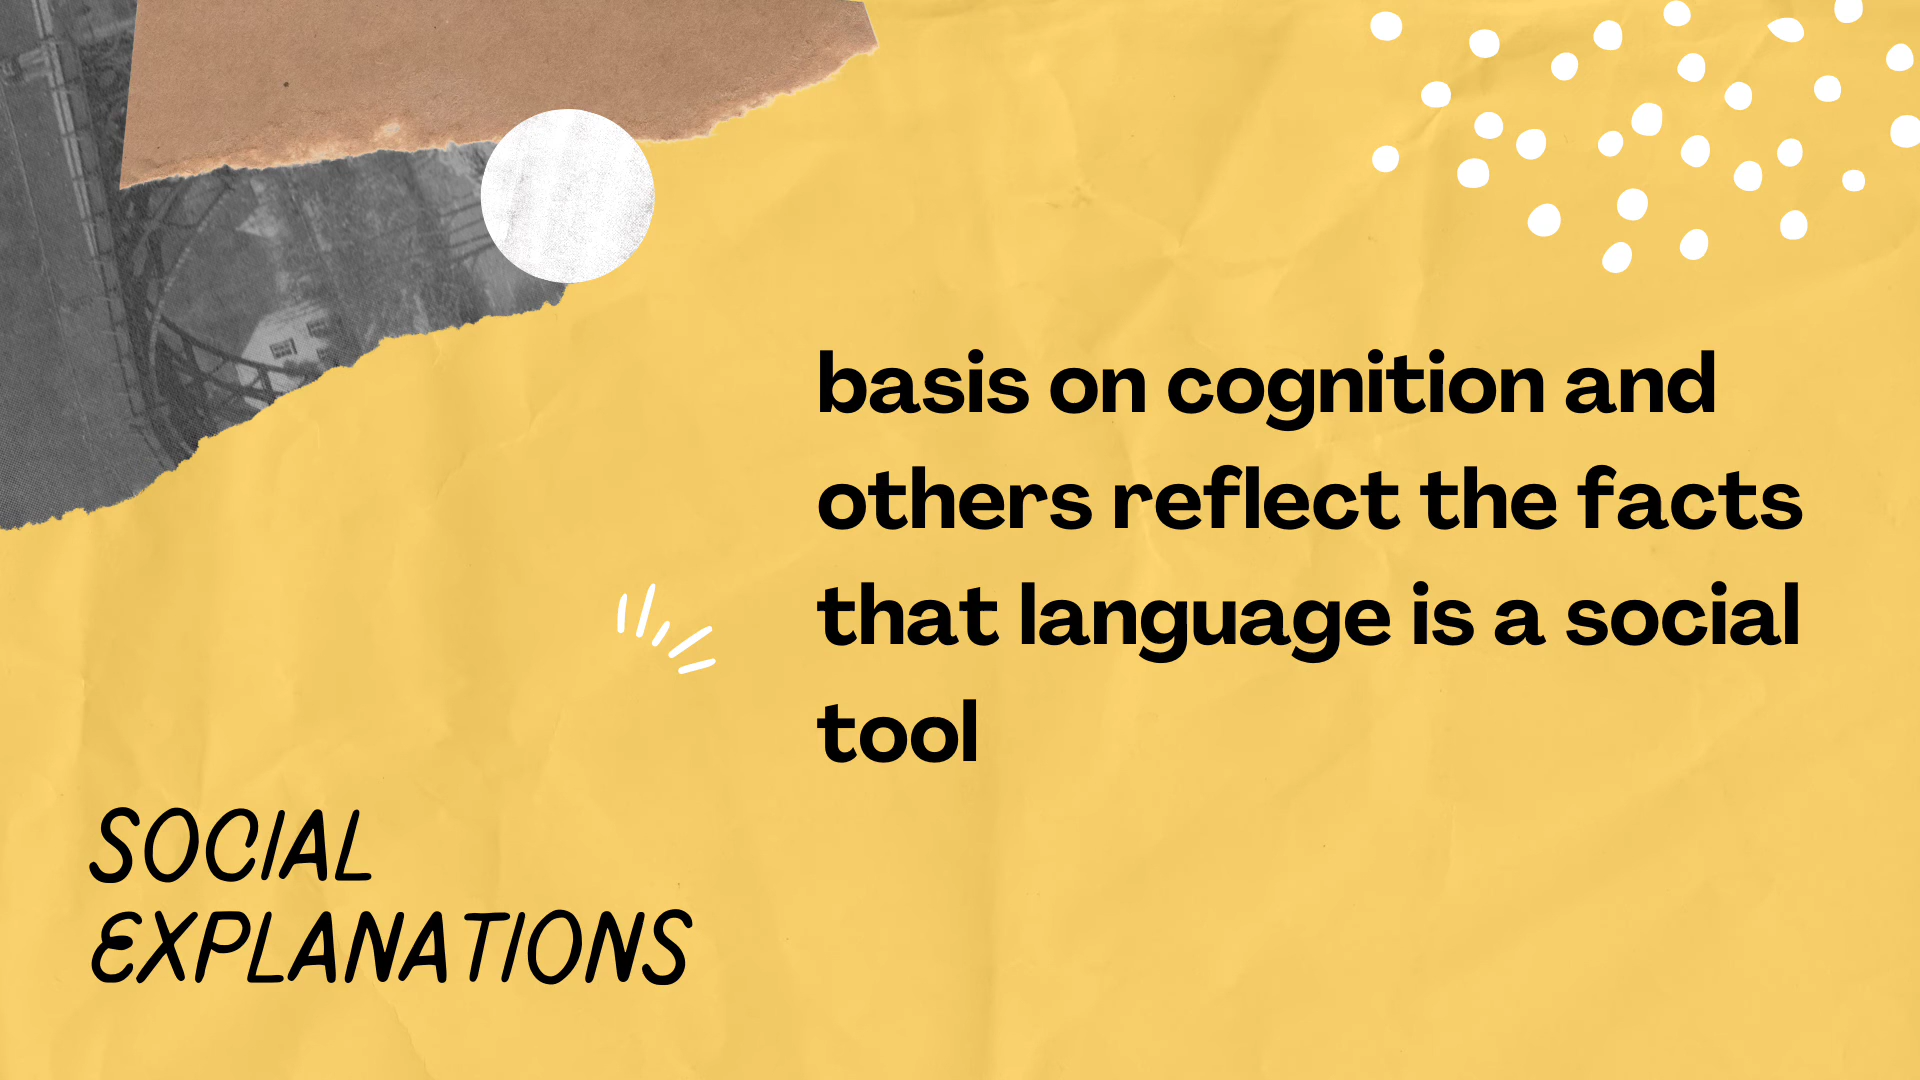 basis on cognition and
others reflect the facts
that language is a social
tool
SOCIAL
EXPLANATIONS